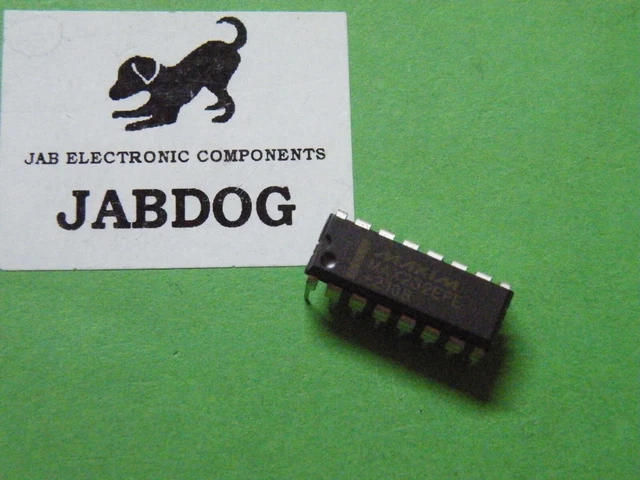 JAB ELECTRONIC COMPONENTS
JABDOG
MAXIM
MAX232EPE